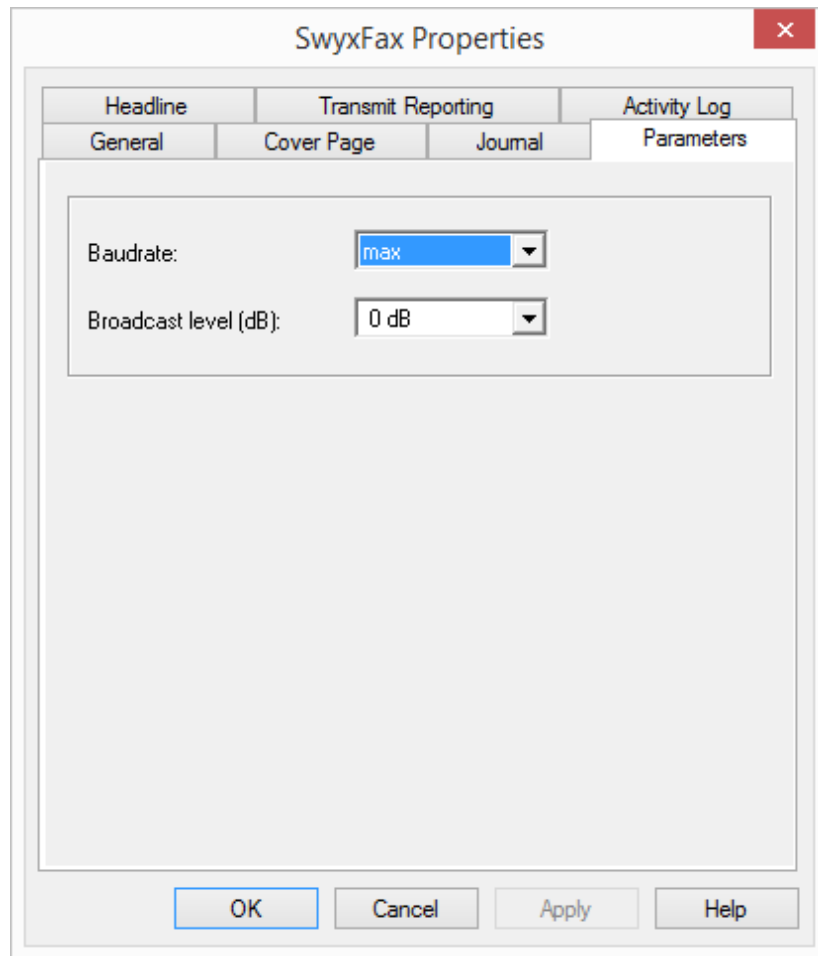 SwyxFax Properties
Headline Transmit Reporting Activity Log
General Cover Page Journal Parameters
Baudrate: max
Broadcast level (dB): 0 dB
OK Cancel Apply Help